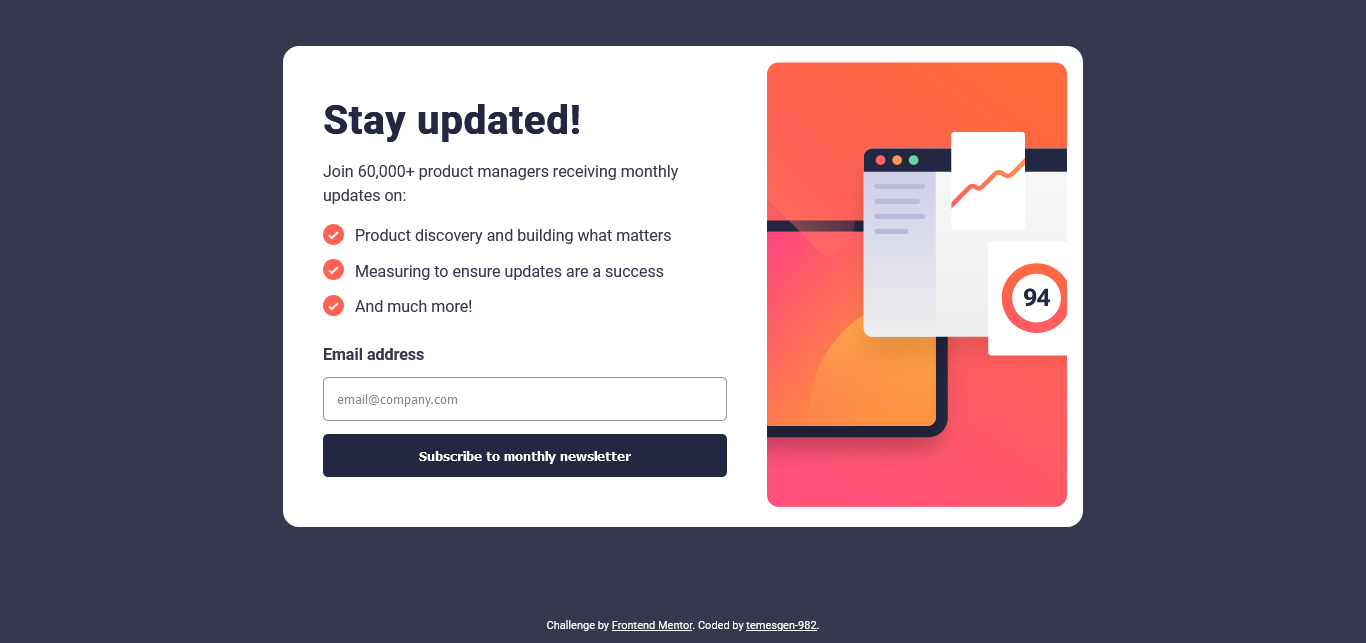 Stay updated!
Join 60,000+ product managers receiving monthly
updates on:
Product discovery and building what matters
Measuring to ensure updates are a success
And much more!
Email address
email@company.com
Subscribe to monthly newsletter
94
Challenge by Frontend Mentor. Coded by temesgen-982.